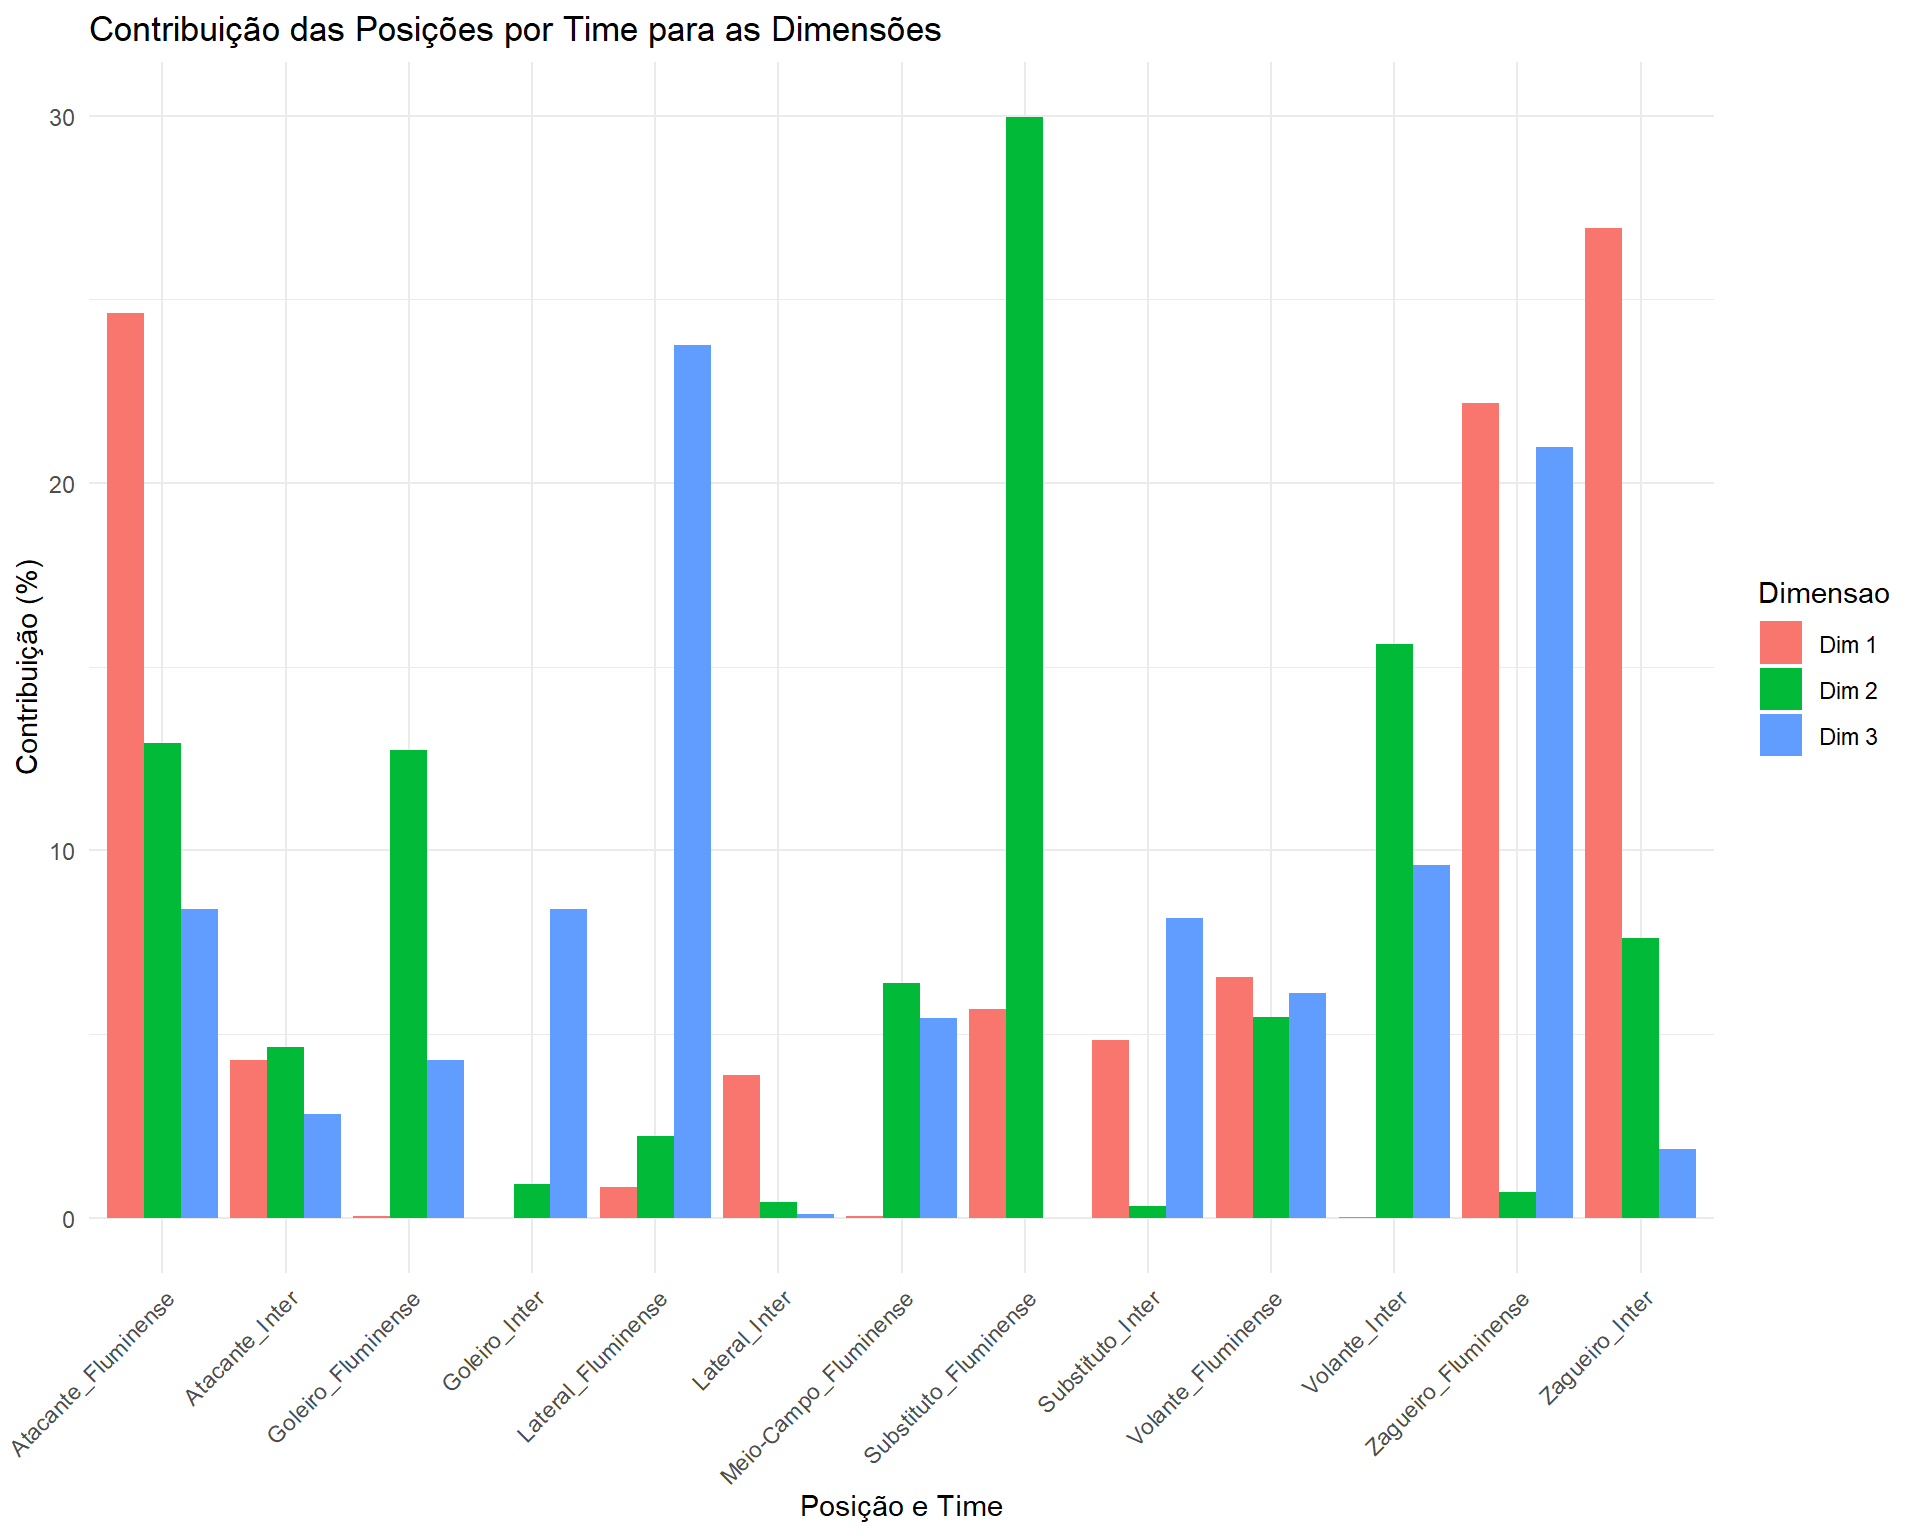 Contribuição das Posições por Time para as Dimensões
Contribuição (%)
30
20
10
0
Atacante_Fluminense
Atacante_Inter
Goleiro_Fluminense
Goleiro_Inter
Lateral_Fluminense
Lateral_Inter
Meio-Campo_Fluminense
Substituto_Fluminense
Substituto_Inter
Volante_Fluminense
Volante_Inter
Zagueiro_Fluminense
Zagueiro_Inter
Posição e Time
Dimensao
Dim 1
Dim 2
Dim 3